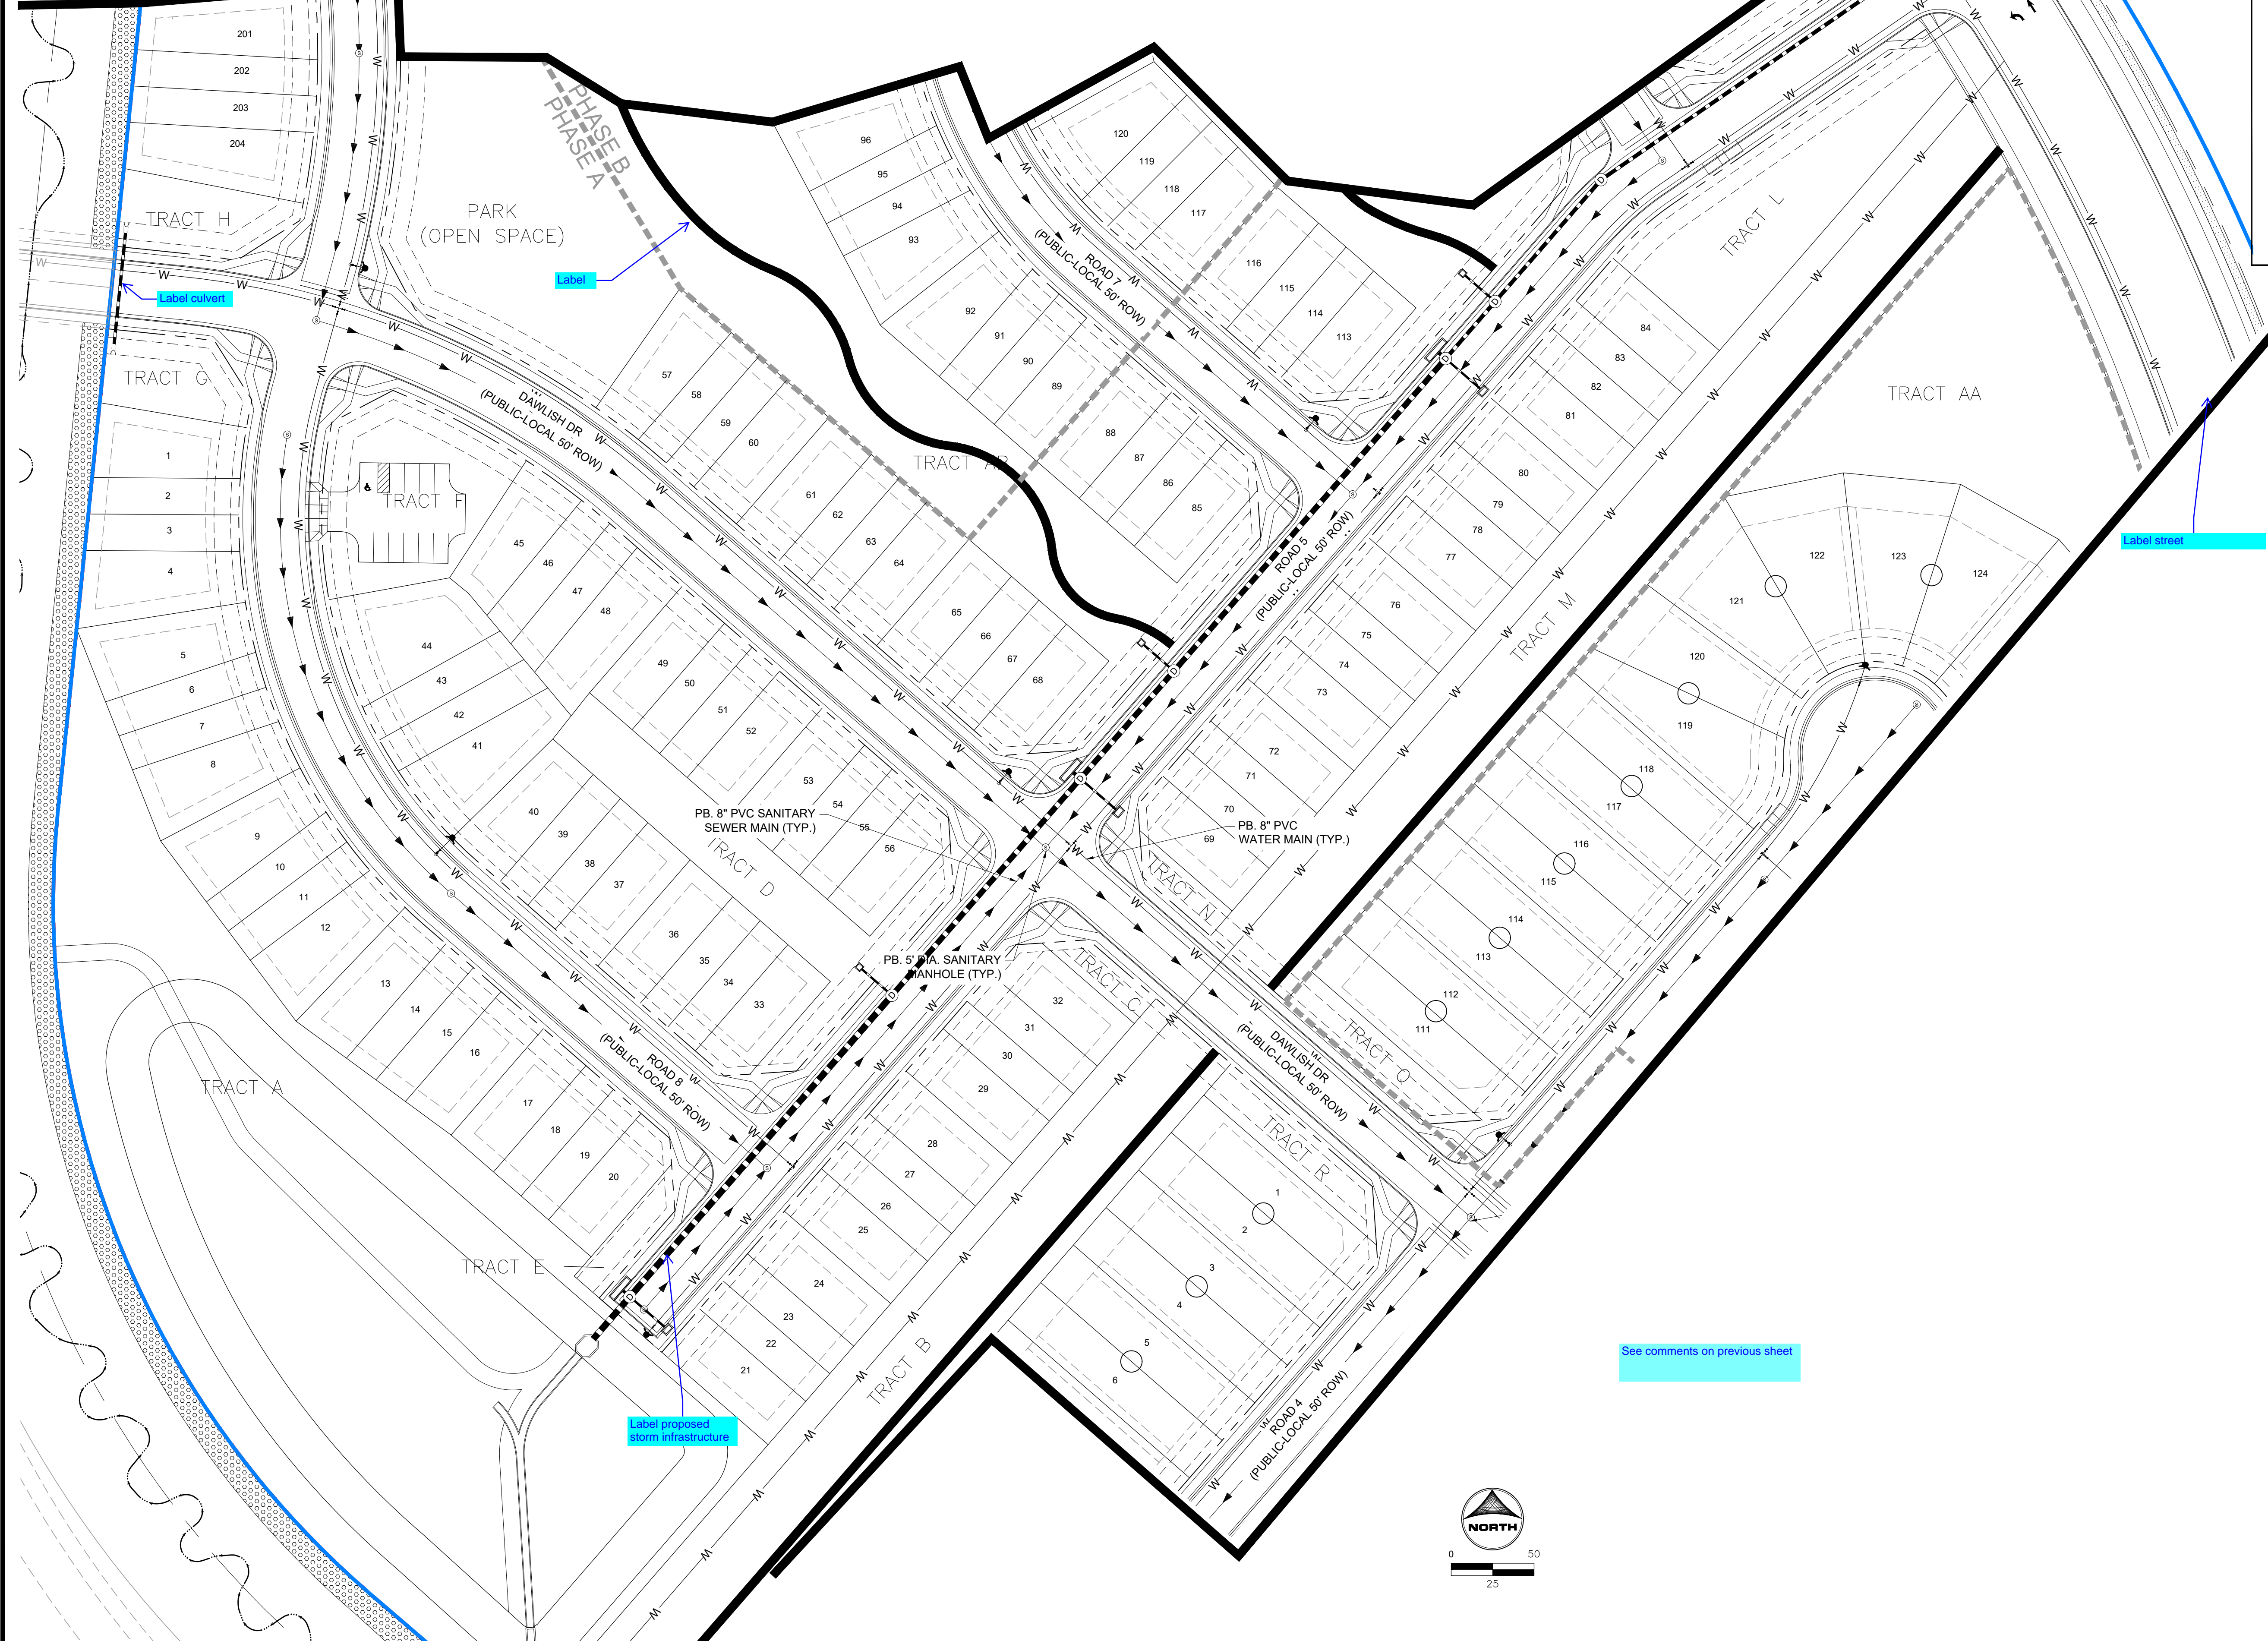 201
202
203
204
TRACT H
W
PARK
(OPEN SPACE)
PHASE B
PHASE A
Label
Label culvert
TRACT G
96
95
94
93
ROAD 7
(PUBLIC-LOCAL 50' ROW)
120
119
118
117
116
115
114
113
TRACT L
84
83
82
81
80
79
78
77
76
75
74
73
72
71
70
69
92
91
90
89
88
87
86
85
57
58
59
60
61
62
63
64
65
66
67
68
DAWLISH DR
(PUBLIC-LOCAL 50' ROW)
ROAD 5
(PUBLIC-LOCAL 50' ROW)
TRACT AA
Label street
TRACT M
TRACT F
1
2
3
4
5
6
7
8
9
10
11
12
13
14
15
16
17
18
19
20
45
46
47
48
49
50
51
52
53
54
55
56
44
43
42
41
40
39
38
37
36
35
34
33
TRACT D
PB. 8" PVC SANITARY
SEWER MAIN (TYP.)
PB. 8" PVC
WATER MAIN (TYP.)
PB. 5' DIA. SANITARY
MANHOLE (TYP.)
TRACT N
TRACT C
TRACT Q
TRACT R
DAWLISH DR
(PUBLIC-LOCAL 50' ROW)
ROAD 8
(PUBLIC-LOCAL 50' ROW)
TRACT A
TRACT E
TRACT B
32
31
30
29
28
27
26
25
24
23
22
21
122
123
124
121
120
119
118
117
116
115
114
113
112
111
1
2
3
4
5
6
ROAD 4
(PUBLIC-LOCAL 50' ROW)
Label proposed
storm infrastructure
See comments on previous sheet
NORTH
0 50
25